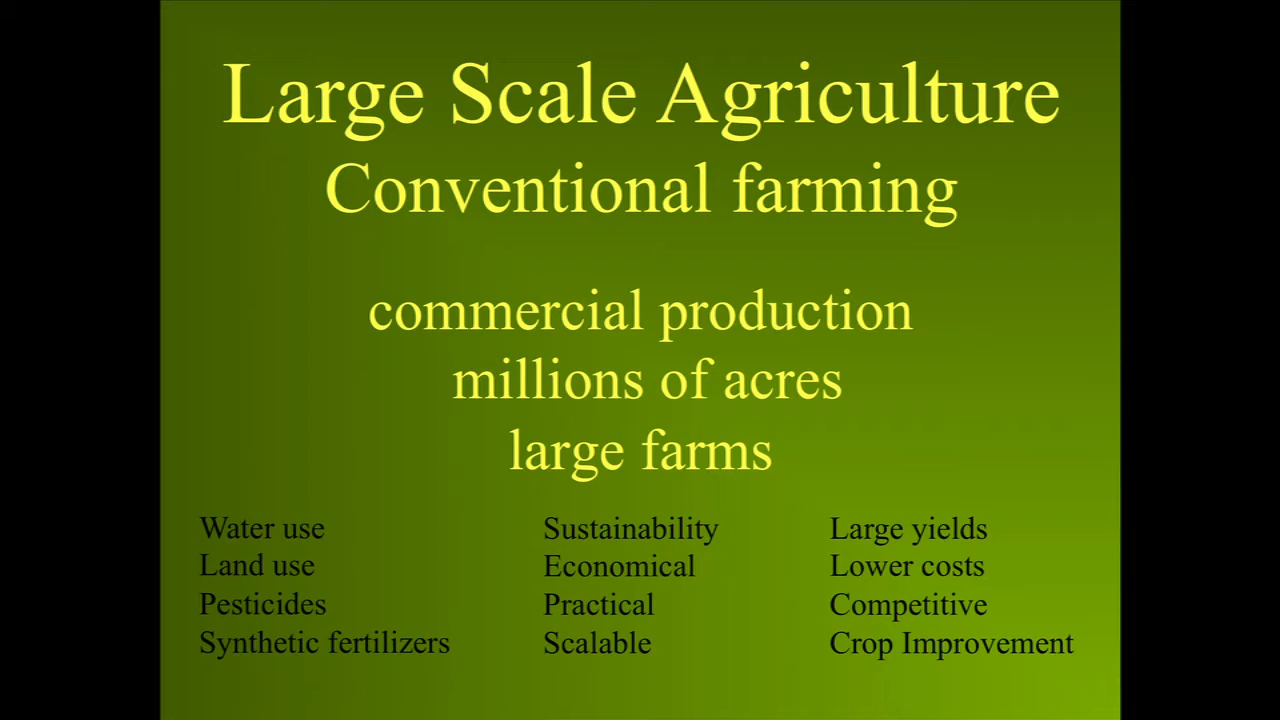 Large Scale Agriculture
Conventional farming
commercial production
millions of acres
large farms
Water use
Land use
Pesticides
Synthetic fertilizers
Sustainability
Economical
Practical
Scalable
Large yields
Lower costs
Competitive
Crop Improvement